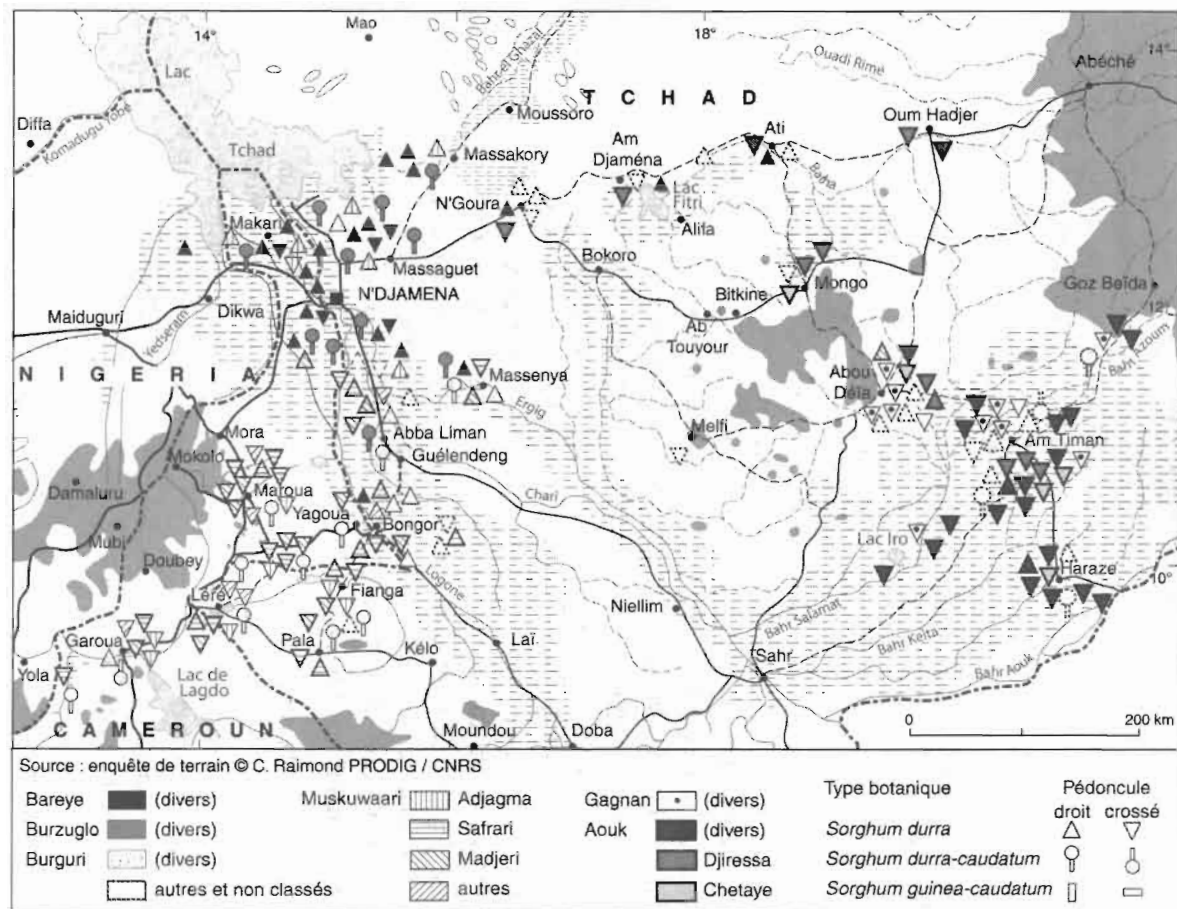 14°
18°
Mao
Bahr el Ghazal
Ouadi Rimé
14°
Lac
Abéché
T C H A D
Diffa
Komadugu Yobé
Moussoro
Oum Hadjer
Tchad
Massakory
Am
Djaména
Ati
Batha
N'Goura
Lac
Fitri
Makari
Alifa
Massaguet
Bokoro
N'DJAMENA
Bitkine
Mongo
Goz Beïda
Dikwa
12°
Maiduguri
Yedseram
Ab
Touyour
Bahr Azoum
N I G E R I A
Massenya
Abou
Déïa
Ergig
Mora
Abba Liman
Melfi
Am Timan
Mokolo
Guélendeng
Damaluru
Maroua
Chari
Yagoua
Bongor
Mubi
Lac Iro
Doubey
Logone
Haraze
10°
Léré
Fianga
Niellim
Bahr Salamat
Garoua
Pala
Laï
Bahr Keita
Kélo
Sahr
Yola
Lac de
Lagdo
Bahr Aouk
C A M E R O U N
Moundou
Doba
0
200 km
Source : enquête de terrain © C. Raimond PRODIG / CNRS
Bareye (divers) Muskuwaari Adjagma Gagnan (divers) Type botanique Pédoncule
droit crossé
Burzuglo (divers) Safrari Aouk (divers) Sorghum durra
Burguri (divers) Madjeri Djiressa Sorghum durra-caudatum
autres et non classés autres Chetaye Sorghum guinea-caudatum